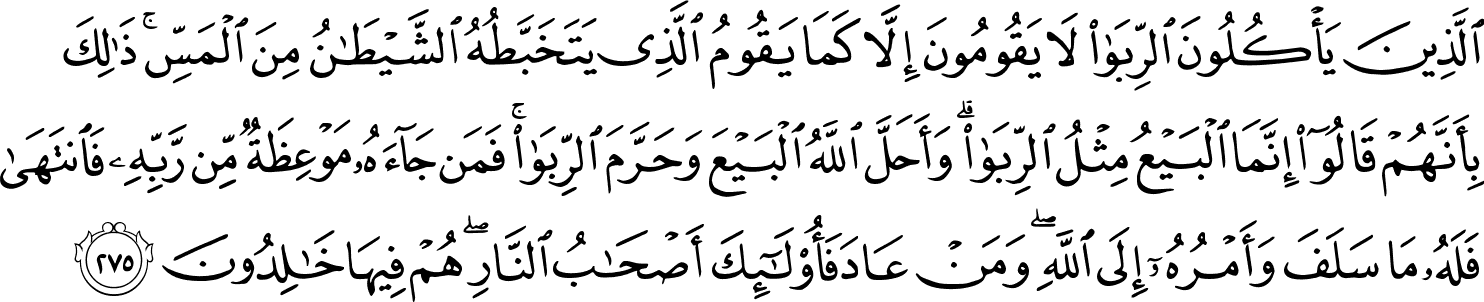 ٱلَّذِينَ يَأْكُلُونَ ٱلرِّبَوٰا۟ لَا يَقُومُونَ إِلَّا كَمَا يَقُومُ ٱلَّذِى يَتَخَبَّطُهُ ٱلشَّيْطَـٰنُ مِنَ ٱلْمَسِّ ۚ ذَٰلِكَ
بِأَنَّهُمْ قَالُوٓا۟ إِنَّمَا ٱلْبَيْعُ مِثْلُ ٱلرِّبَوٰا۟ ۗ وَأَحَلَّ ٱللَّهُ ٱلْبَيْعَ وَحَرَّمَ ٱلرِّبَوٰا۟ ۚ فَمَن جَآءَهُۥ مَوْعِظَةٌ مِّن رَّبِّهِۦ فَٱنتَهَىٰ
فَلَهُۥ مَا سَلَفَ وَأَمْرُهُۥٓ إِلَى ٱللَّهِ ۖ وَمَنْ عَادَ فَأُو۟لَـٰٓئِكَ أَصْحَـٰبُ ٱلنَّارِ ۖ هُمْ فِيهَا خَـٰلِدُونَ ٢٧٥